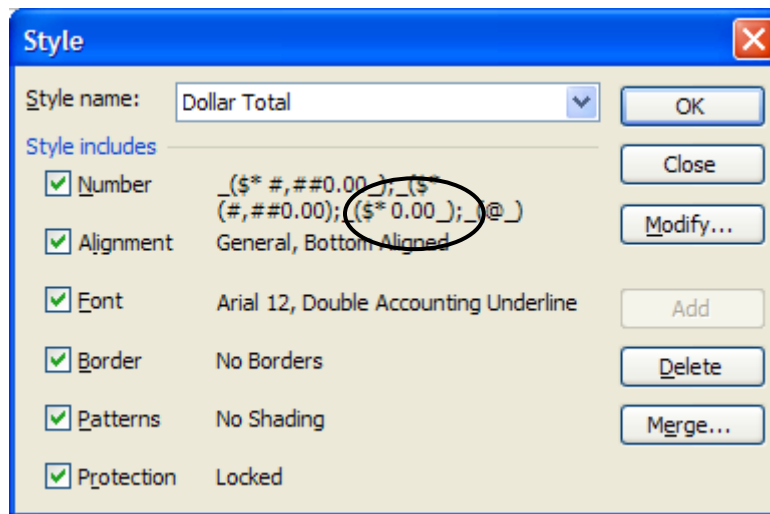 Style
Style name: Dollar Total OK
Style includes
Close
Number _($* #,##0.00_);_($*
(#,##0.00);_($* 0.00_);_(@_)
Modify...
Alignment General, Bottom Aligned
Font Arial 12, Double Accounting Underline
Add
Border No Borders
Delete
Patterns No Shading
Merge...
Protection Locked